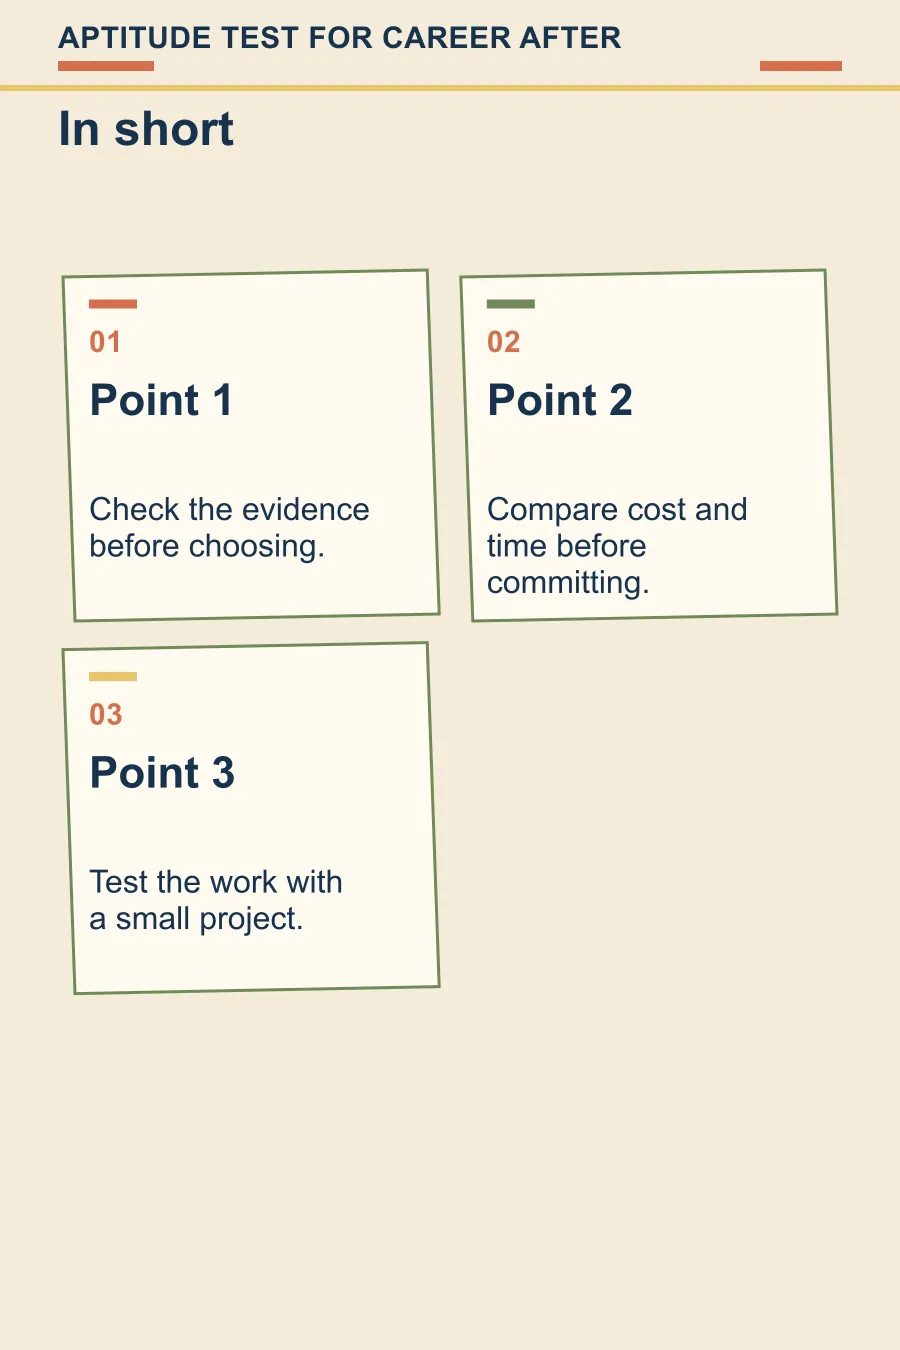 APTITUDE TEST FOR CAREER AFTER
In short
01
Point 1
Check the evidence
before choosing.
02
Point 2
Compare cost and
time before
committing.
03
Point 3
Test the work with
a small project.